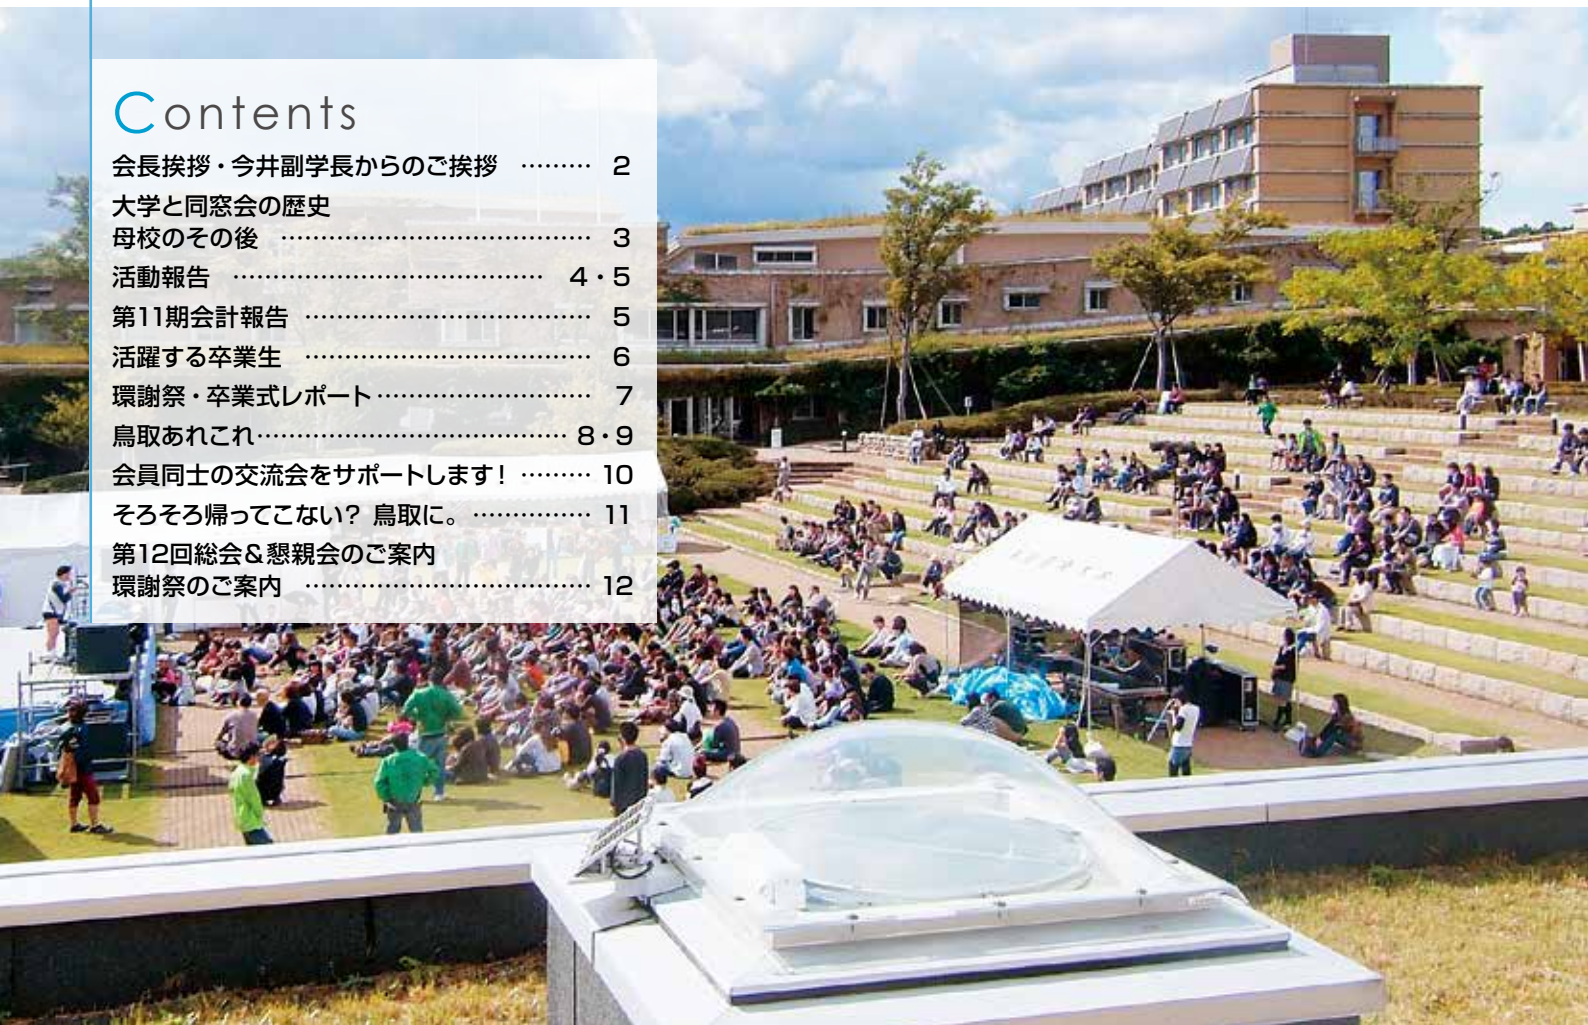 Contents
会長挨拶・今井副学長からのご挨拶 ……… 2
大学と同窓会の歴史
母校のその後 ………………………………… 3
活動報告 ………………………………… 4・5
第11期会計報告 ……………………………… 5
活躍する卒業生 ……………………………… 6
環謝祭・卒業式レポート……………………… 7
鳥取あれこれ………………………………… 8・9
会員同士の交流会をサポートします! ……… 10
そろそろ帰ってこない? 鳥取に。 …………… 11
第12回総会&懇親会のご案内
環謝祭のご案内 ……………………………… 12